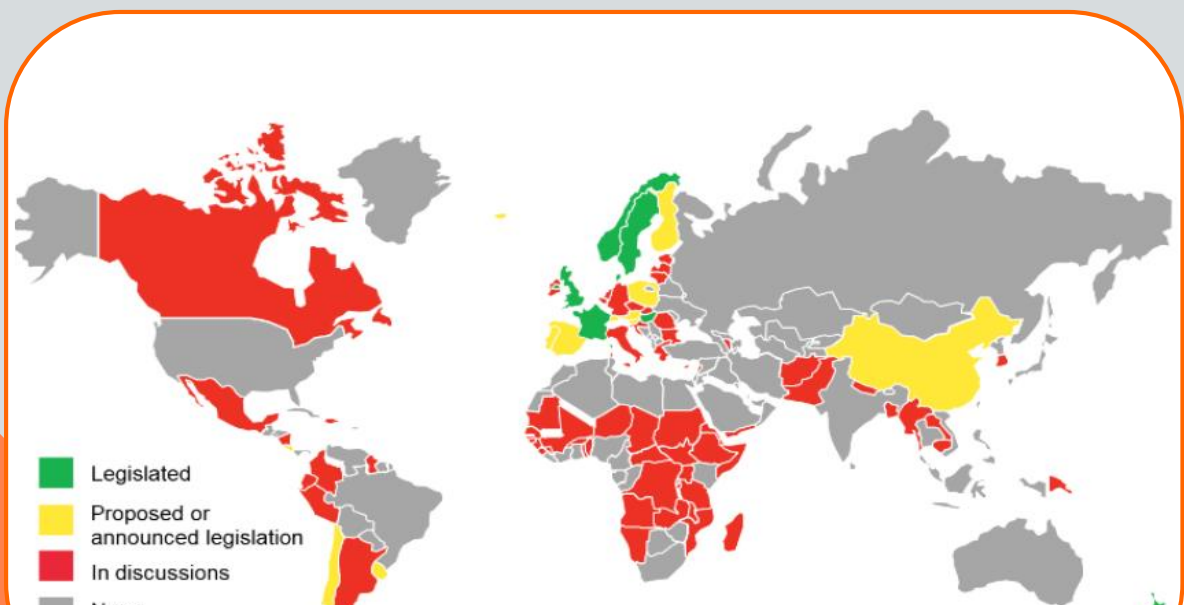 Legislated
Proposed or
announced legislation
In discussions